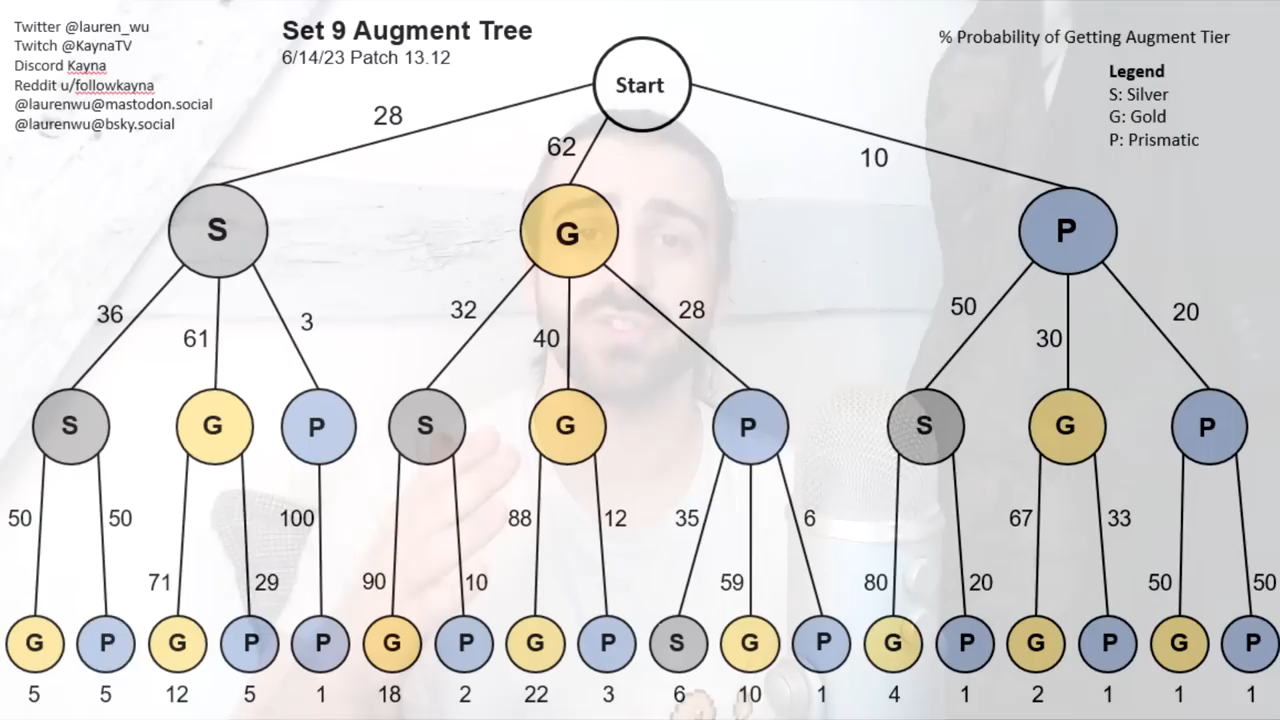 Twitter @lauren_wu
Twitch @KaynaTV
Discord Kayna
Reddit u/followkayna
@laurenwu@mastodon.social
@laurenwu@bsky.social
Set 9 Augment Tree
6/14/23 Patch 13.12
% Probability of Getting Augment Tier
Legend
S: Silver
G: Gold
P: Prismatic
Start
28
62
10
S
G
P
36
61
3
32
40
28
50
30
20
S G P S G P S G P
50
50
71
29
100
90
10
88
12
35
59
6
80
20
67
33
50
50
G P G P P G P G P S G P G P G P G P
5 5 12 5 1 18 2 22 3 6 10 1 4 1 2 1 1 1